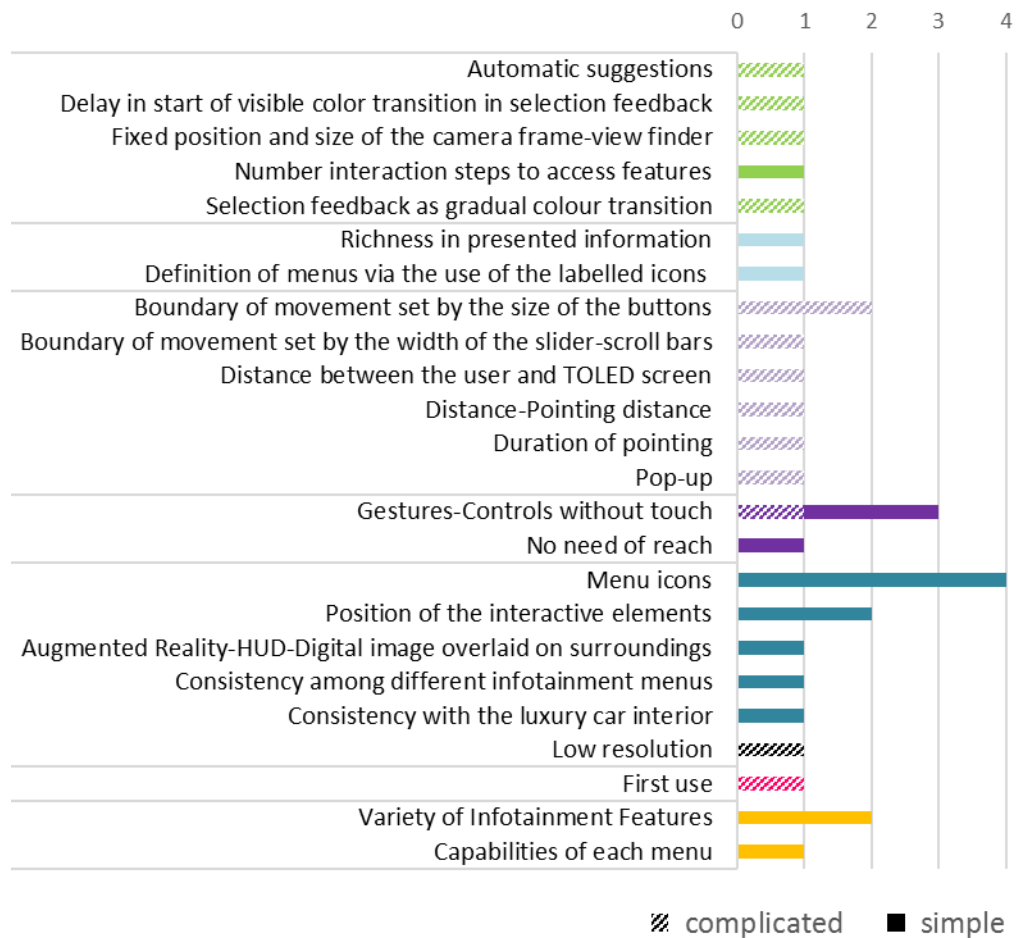 0 1 2 3 4
Automatic suggestions
Delay in start of visible color transition in selection feedback
Fixed position and size of the camera frame-view finder
Number interaction steps to access features
Selection feedback as gradual colour transition
Richness in presented information
Definition of menus via the use of the labelled icons
Boundary of movement set by the size of the buttons
Boundary of movement set by the width of the slider-scroll bars
Distance between the user and TOLED screen
Distance-Pointing distance
Duration of pointing
Pop-up
Gestures-Controls without touch
No need of reach
Menu icons
Position of the interactive elements
Augmented Reality-HUD-Digital image overlaid on surroundings
Consistency among different infotainment menus
Consistency with the luxury car interior
Low resolution
First use
Variety of Infotainment Features
Capabilities of each menu
complicated simple